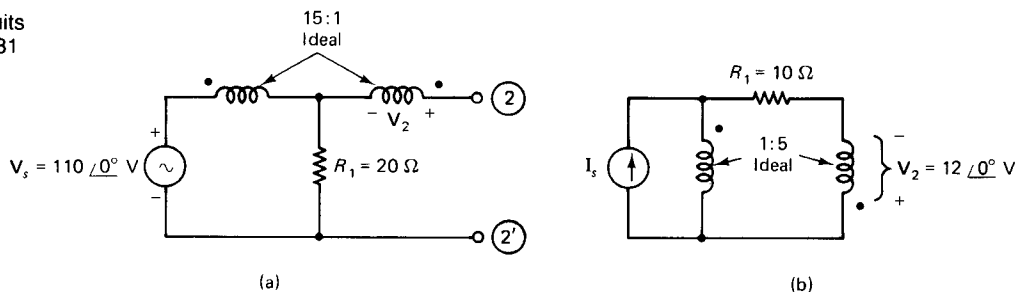 uits
31
15:1
Ideal
2
− V₂ +
+
Vₛ = 110 /0° V
−
R₁ = 20 Ω
2'
(a)
R₁ = 10 Ω
Iₛ
1:5
Ideal
−
V₂ = 12 /0° V
+
(b)